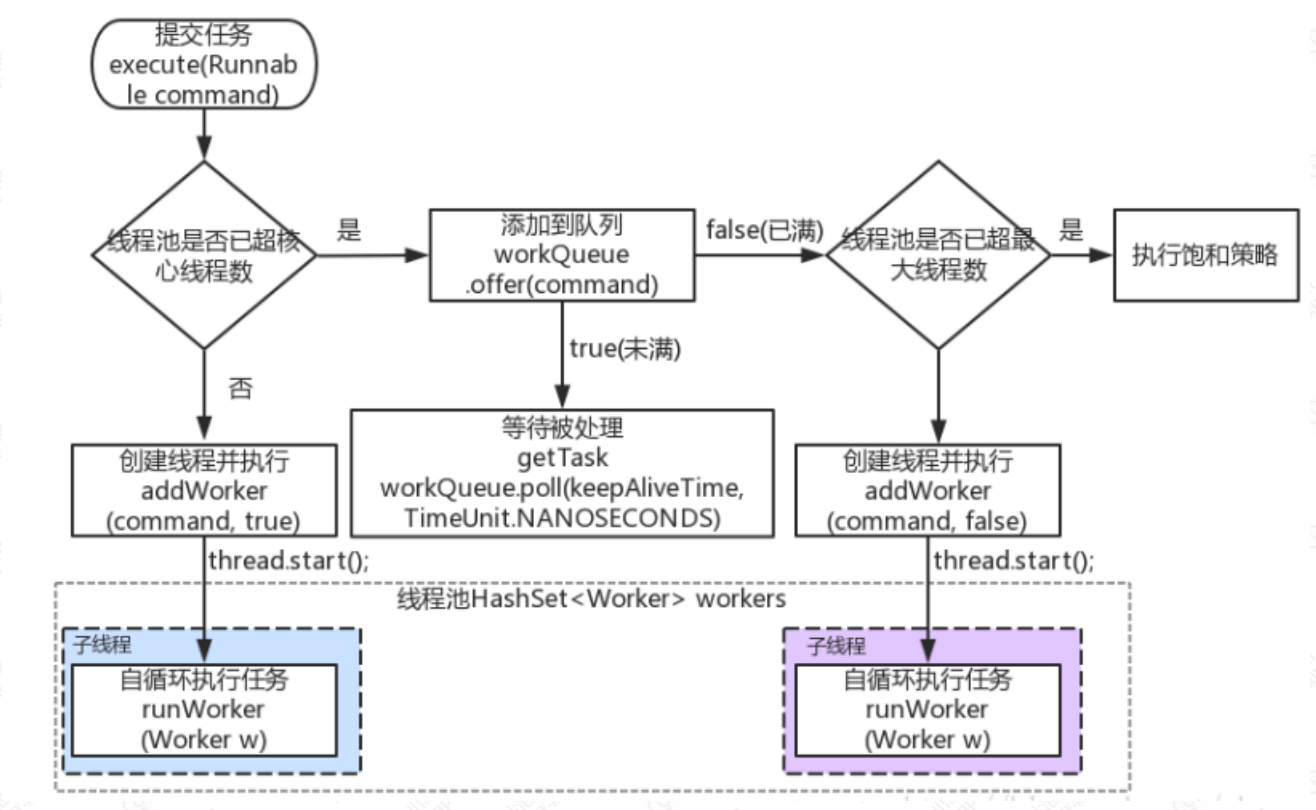 提交任务
execute(Runnab
le command)
线程池是否已超核
心线程数
是
添加到队列
workQueue
.offer(command)
false(已满)
线程池是否已超最
大线程数
是
执行饱和策略
true(未满)
否
等待被处理
getTask
workQueue.poll(keepAliveTime,
TimeUnit.NANOSECONDS)
创建线程并执行
addWorker
(command, true)
创建线程并执行
addWorker
(command, false)
thread.start();
thread.start();
线程池HashSet<Worker> workers
子线程
自循环执行任务
runWorker
(Worker w)
子线程
自循环执行任务
runWorker
(Worker w)